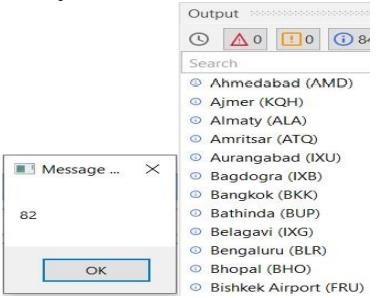 Output
0
0
84
Search
Ahmedabad (AMD)
Ajmer (KQH)
Almaty (ALA)
Amritsar (ATQ)
Aurangabad (IXU)
Bagdogra (IXB)
Bangkok (BKK)
Bathinda (BUP)
Belagavi (IXG)
Bengaluru (BLR)
Bhopal (BHO)
Bishkek Airport (FRU)
Message ...
82
OK